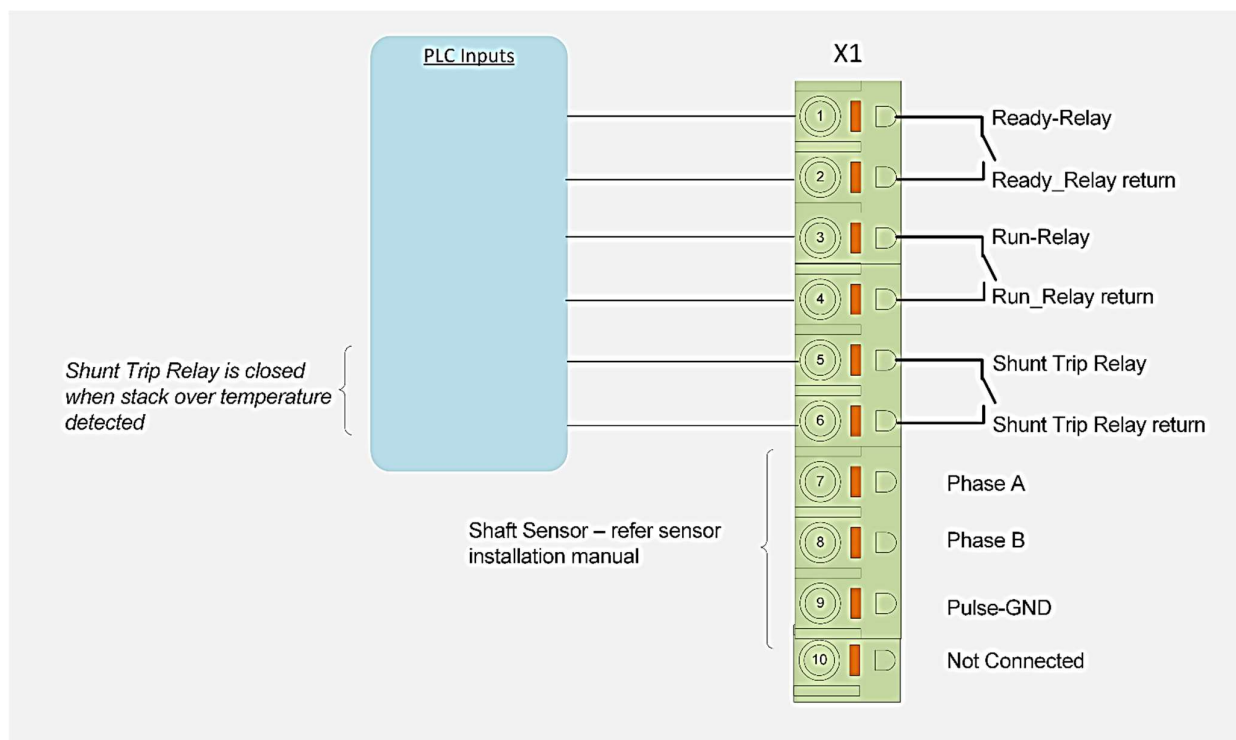 PLC Inputs
X1
1
Ready-Relay
2
Ready_Relay return
3
Run-Relay
4
Run_Relay return
5
Shunt Trip Relay
6
Shunt Trip Relay return
Shunt Trip Relay is closed
when stack over temperature
detected
7
Phase A
8
Phase B
9
Pulse-GND
10
Not Connected
Shaft Sensor – refer sensor
installation manual